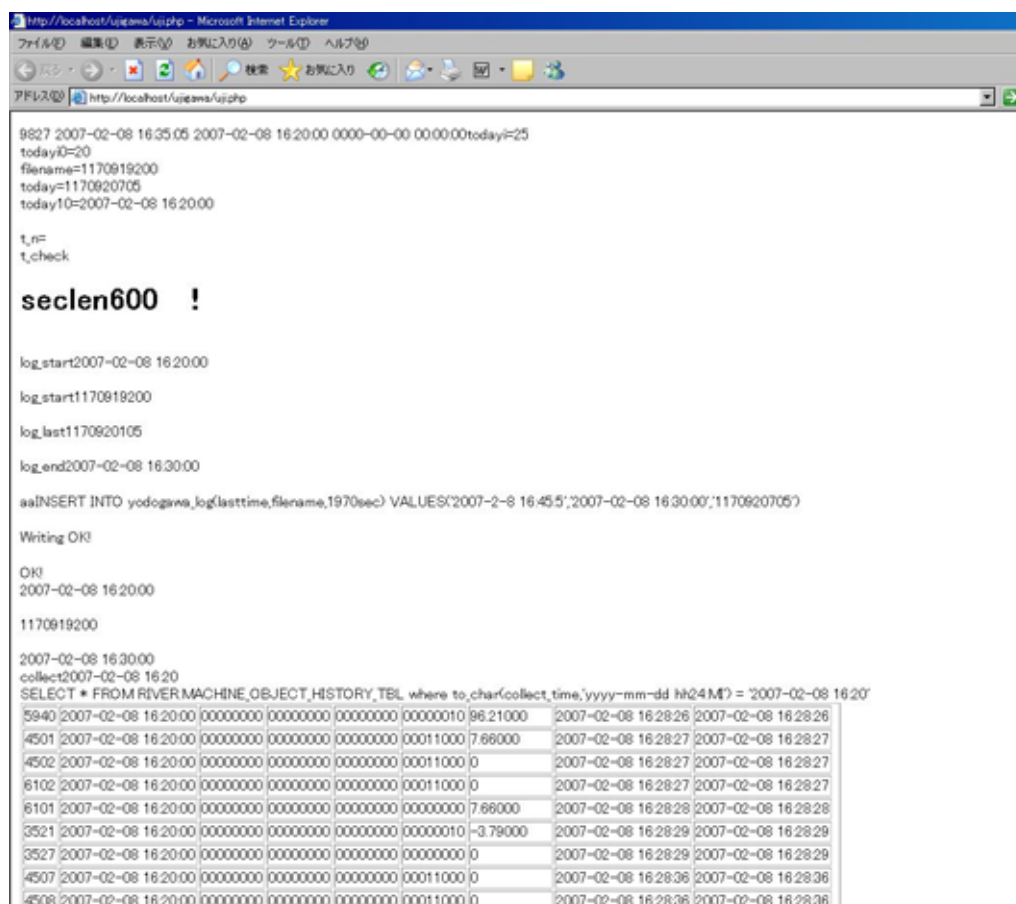 http://localhost/ujigawa/uji.php - Microsoft Internet Explorer
ファイル(F) 編集(E) 表示(V) お気に入り(A) ツール(T) ヘルプ(H)
戻る 検索 お気に入り
アドレス(D) http://localhost/ujigawa/uji.php
9827 2007-02-08 16:35:05 2007-02-08 16:20:00 0000-00-00 00:00:00todayi=25
todayi0=20
filename=1170919200
today=1170920705
today10=2007-02-08 16:20:00
t_n=
t_check
seclen600 !
log_start2007-02-08 16:20:00
log_start1170919200
log_last1170920105
log_end2007-02-08 16:30:00
aaINSERT INTO yodogawa_log(lasttime,filename,1970sec) VALUES('2007-2-8 16:45:5','2007-02-08 16:30:00','1170920705')
Writing OK!
OK!
2007-02-08 16:20:00
1170919200
2007-02-08 16:30:00
collect2007-02-08 16:20
SELECT * FROM RIVER.MACHINE_OBJECT_HISTORY_TBL where to_char(collect_time,'yyyy-mm-dd hh24:MI') = '2007-02-08 16:20'
5940 2007-02-08 16:20:00 00000000 00000000 00000000 00000010 96.21000 2007-02-08 16:28:26 2007-02-08 16:28:26
4501 2007-02-08 16:20:00 00000000 00000000 00000000 00011000 7.66000 2007-02-08 16:28:27 2007-02-08 16:28:27
4502 2007-02-08 16:20:00 00000000 00000000 00000000 00011000 0 2007-02-08 16:28:27 2007-02-08 16:28:27
6102 2007-02-08 16:20:00 00000000 00000000 00000000 00011000 0 2007-02-08 16:28:27 2007-02-08 16:28:27
6101 2007-02-08 16:20:00 00000000 00000000 00000000 00000000 7.66000 2007-02-08 16:28:28 2007-02-08 16:28:28
3521 2007-02-08 16:20:00 00000000 00000000 00000000 00000010 -3.79000 2007-02-08 16:28:29 2007-02-08 16:28:29
3527 2007-02-08 16:20:00 00000000 00000000 00000000 00000000 0 2007-02-08 16:28:29 2007-02-08 16:28:29
4507 2007-02-08 16:20:00 00000000 00000000 00000000 00011000 0 2007-02-08 16:28:36 2007-02-08 16:28:36
4508 2007-02-08 16:20:00 00000000 00000000 00000000 00011000 0 2007-02-08 16:28:36 2007-02-08 16:28:36